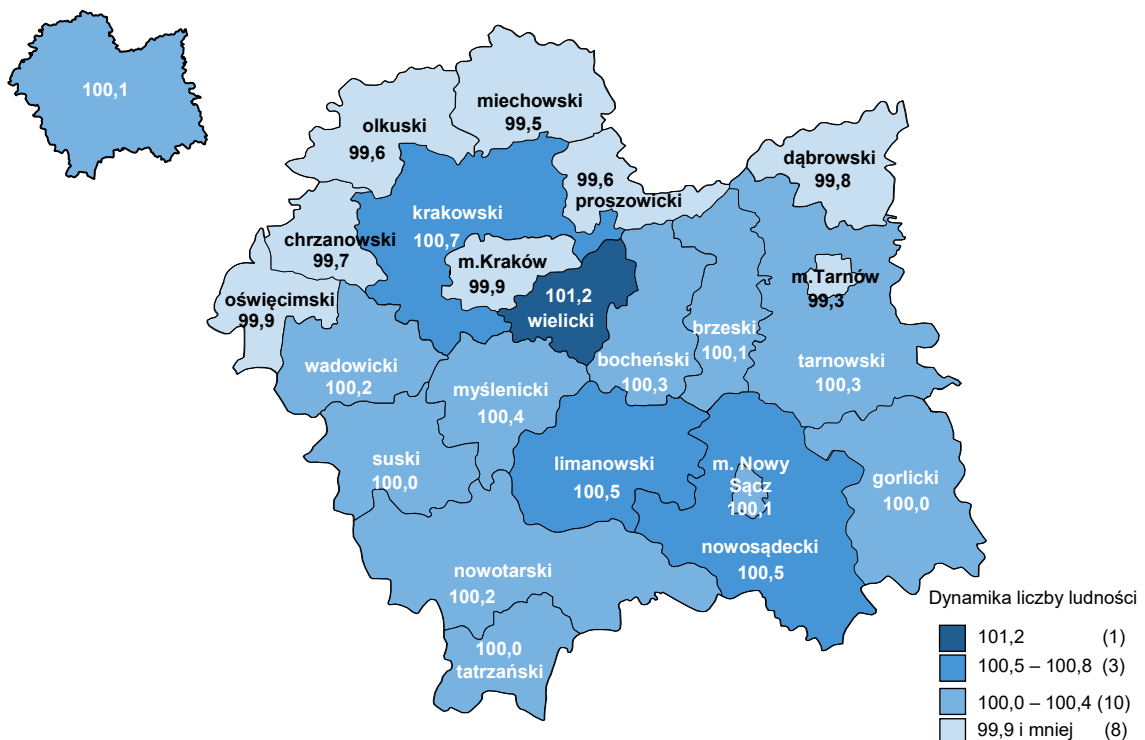 100,1
miechowski
99,5
olkuski
99,6
dąbrowski
99,8
99,6
proszowicki
krakowski
100,7
chrzanowski
99,7
m.Kraków
99,9
m.Tarnów
99,3
oświęcimski
99,9
101,2
wielicki
brzeski
100,1
wadowicki
100,2
bocheński
100,3
tarnowski
100,3
myślenicki
100,4
suski
100,0
limanowski
100,5
m. Nowy
Sącz
100,1
gorlicki
100,0
nowosądecki
100,5
nowotarski
100,2
100,0
tatrzański
Dynamika liczby ludności
101,2 (1)
100,5 – 100,8 (3)
100,0 – 100,4 (10)
99,9 i mniej (8)